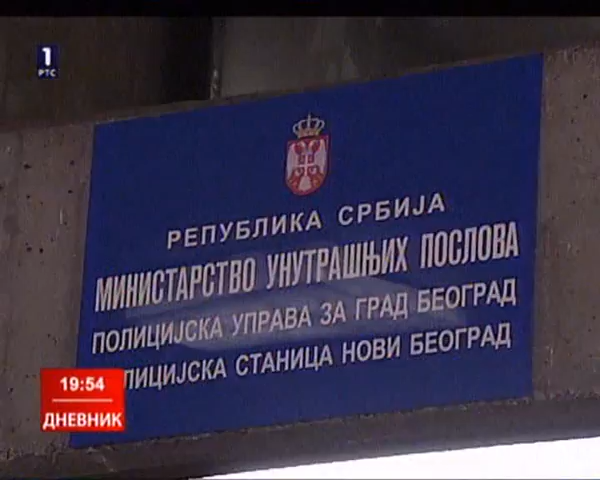 1
РТС
РЕПУБЛИКА СРБИЈА
МИНИСТАРСТВО УНУТРАШЊИХ ПОСЛОВА
ПОЛИЦИЈСКА УПРАВА ЗА ГРАД БЕОГРАД
ЛИЦИЈСКА СТАНИЦА НОВИ БЕОГРАД
19:54
ДНЕВНИК